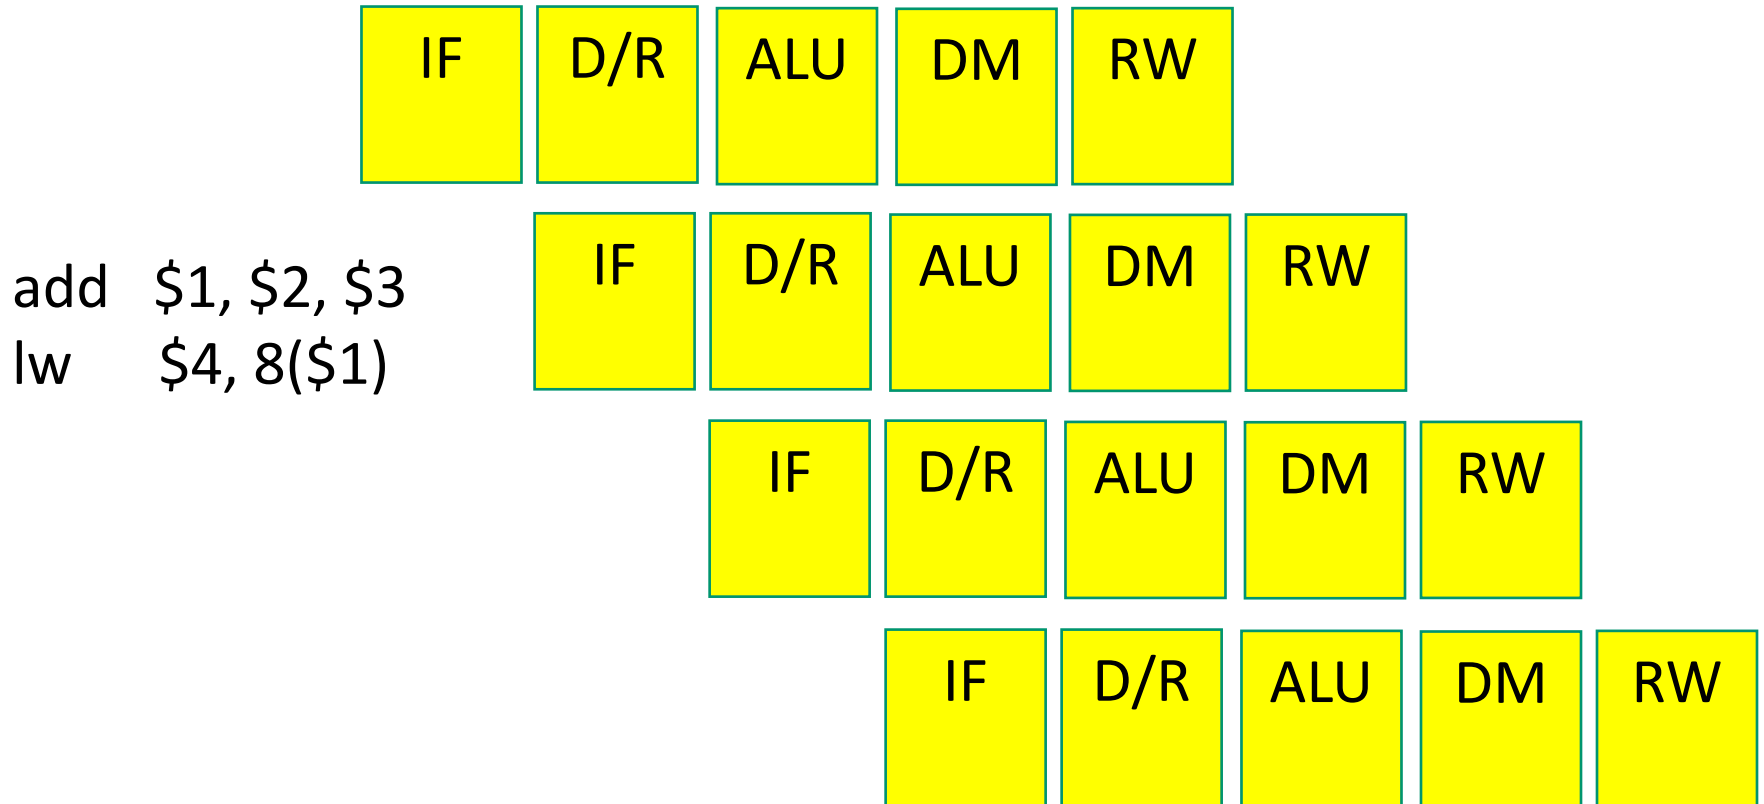 IF D/R ALU DM RW
IF D/R ALU DM RW
add $1, $2, $3
lw $4, 8($1)
IF D/R ALU DM RW
IF D/R ALU DM RW